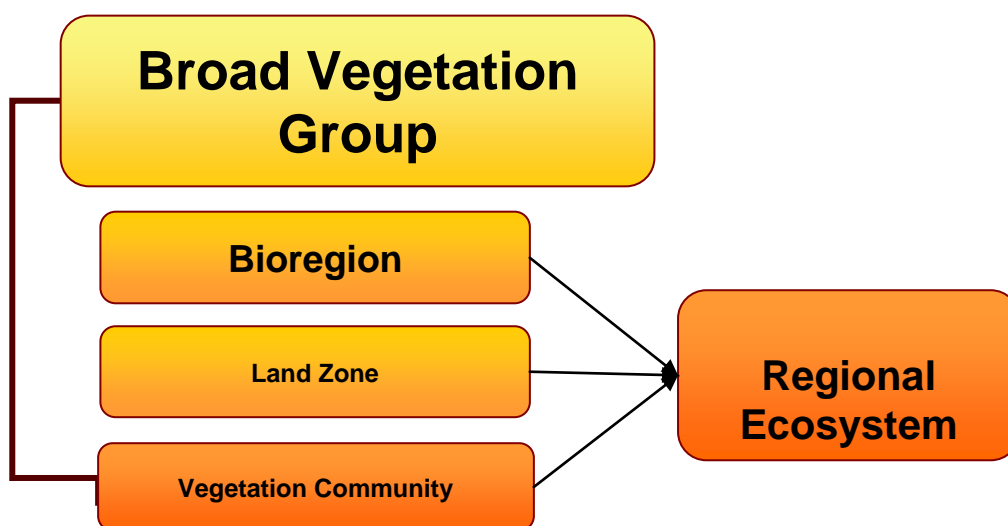 Broad Vegetation
Group
Bioregion
Land Zone
Vegetation Community
Regional
Ecosystem